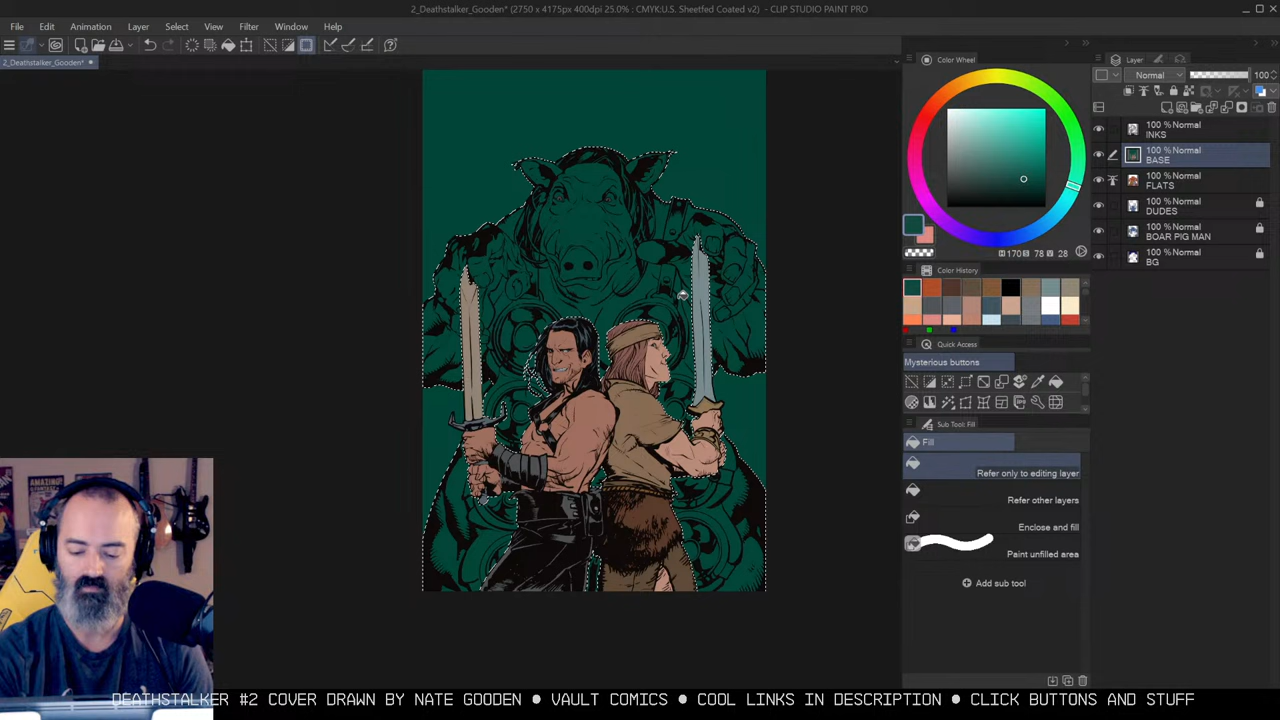 2_Deathstalker_Gooden* (2750 x 4175px 400dpi 25.0% : CMYK:U.S. Sheetfed Coated v2) - CLIP STUDIO PAINT PRO
File Edit Animation Layer Select View Filter Window Help
2_Deathstalker_Gooden*
Color Wheel
H 170 S 78 V 28
Color History
Quick Access
Mysterious buttons
Sub Tool: Fill
Fill
Refer only to editing layer
Refer other layers
Enclose and fill
Paint unfilled area
Add sub tool
Layer
Normal 100
100 % Normal
INKS
100 % Normal
BASE
100 % Normal
FLATS
100 % Normal
DUDES
100 % Normal
BOAR PIG MAN
100 % Normal
BG
DEATHSTALKER #2 COVER DRAWN BY NATE GOODEN ● VAULT COMICS ● COOL LINKS IN DESCRIPTION ● CLICK BUTTONS AND STUFF